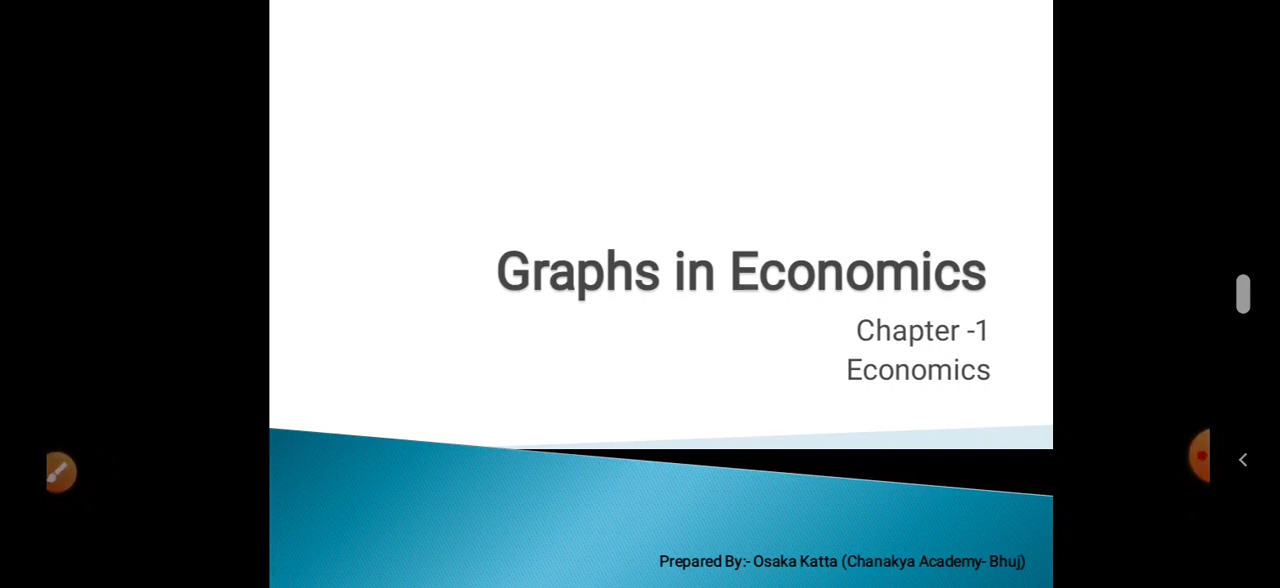 Graphs in Economics
Chapter -1
Economics
Prepared By:- Osaka Katta (Chanakya Academy- Bhuj)